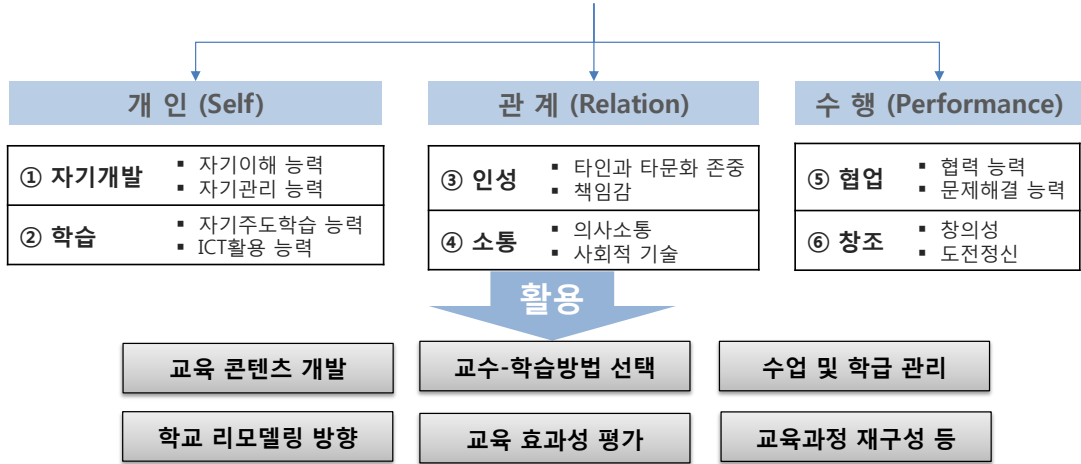 개 인 (Self)
관 계 (Relation)
수 행 (Performance)
① 자기개발
▪ 자기이해 능력
▪ 자기관리 능력
② 학습
▪ 자기주도학습 능력
▪ ICT활용 능력
③ 인성
▪ 타인과 타문화 존중
▪ 책임감
④ 소통
▪ 의사소통
▪ 사회적 기술
⑤ 협업
▪ 협력 능력
▪ 문제해결 능력
⑥ 창조
▪ 창의성
▪ 도전정신
활용
교육 콘텐츠 개발
교수-학습방법 선택
수업 및 학급 관리
학교 리모델링 방향
교육 효과성 평가
교육과정 재구성 등